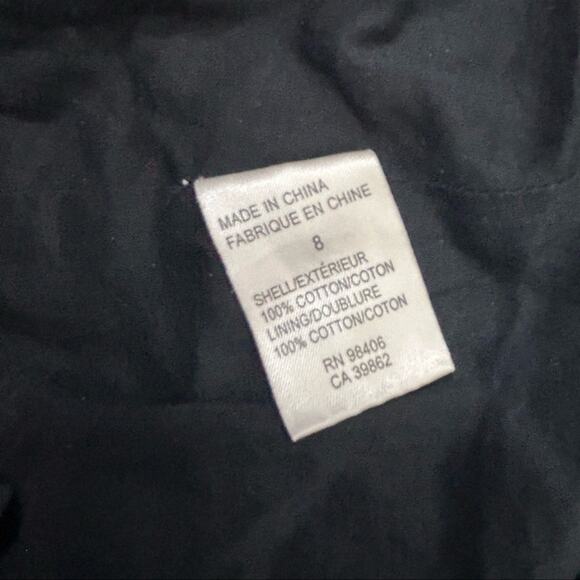 MADE IN CHINA
FABRIQUE EN CHINE
8
SHELL/EXTÉRIEUR
100% COTTON/COTON
LINING/DOUBLURE
100% COTTON/COTON
RN 98406
CA 39862